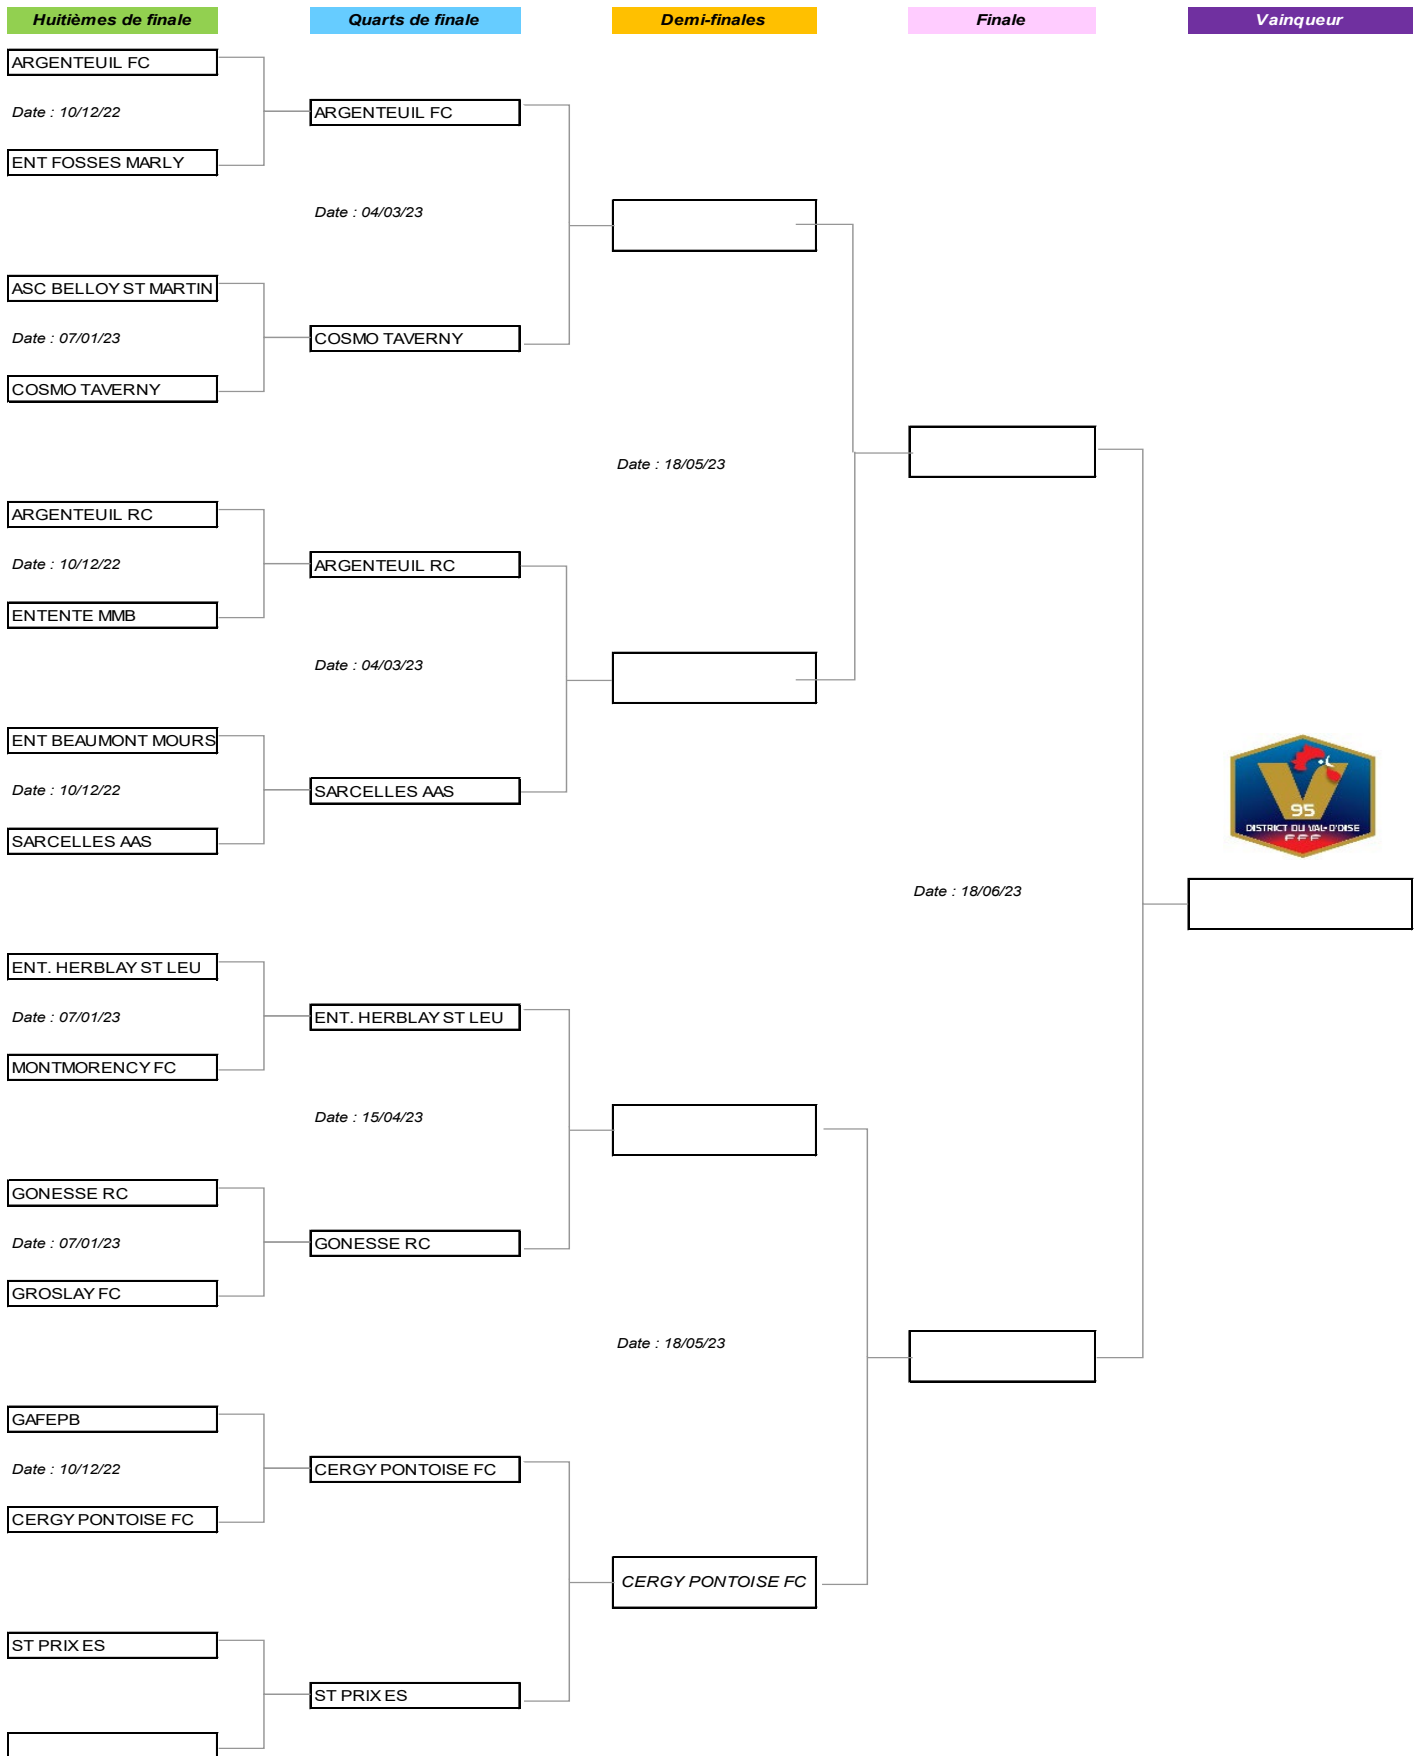 Huitièmes de finale
Quarts de finale
Demi-finales
Finale
Vainqueur
ARGENTEUIL FC
Date : 10/12/22
ENT FOSSES MARLY
ASC BELLOY ST MARTIN
Date : 07/01/23
COSMO TAVERNY
ARGENTEUIL RC
Date : 10/12/22
ENTENTE MMB
ENT BEAUMONT MOURS
Date : 10/12/22
SARCELLES AAS
ENT. HERBLAY ST LEU
Date : 07/01/23
MONTMORENCY FC
GONESSE RC
Date : 07/01/23
GROSLAY FC
GAFEPB
Date : 10/12/22
CERGY PONTOISE FC
ST PRIX ES
ARGENTEUIL FC
Date : 04/03/23
COSMO TAVERNY
ARGENTEUIL RC
Date : 04/03/23
SARCELLES AAS
ENT. HERBLAY ST LEU
Date : 15/04/23
GONESSE RC
CERGY PONTOISE FC
ST PRIX ES
Date : 18/05/23
Date : 18/05/23
CERGY PONTOISE FC
Date : 18/06/23
V
95
DISTRICT DU VAL-D'OISE
FFF